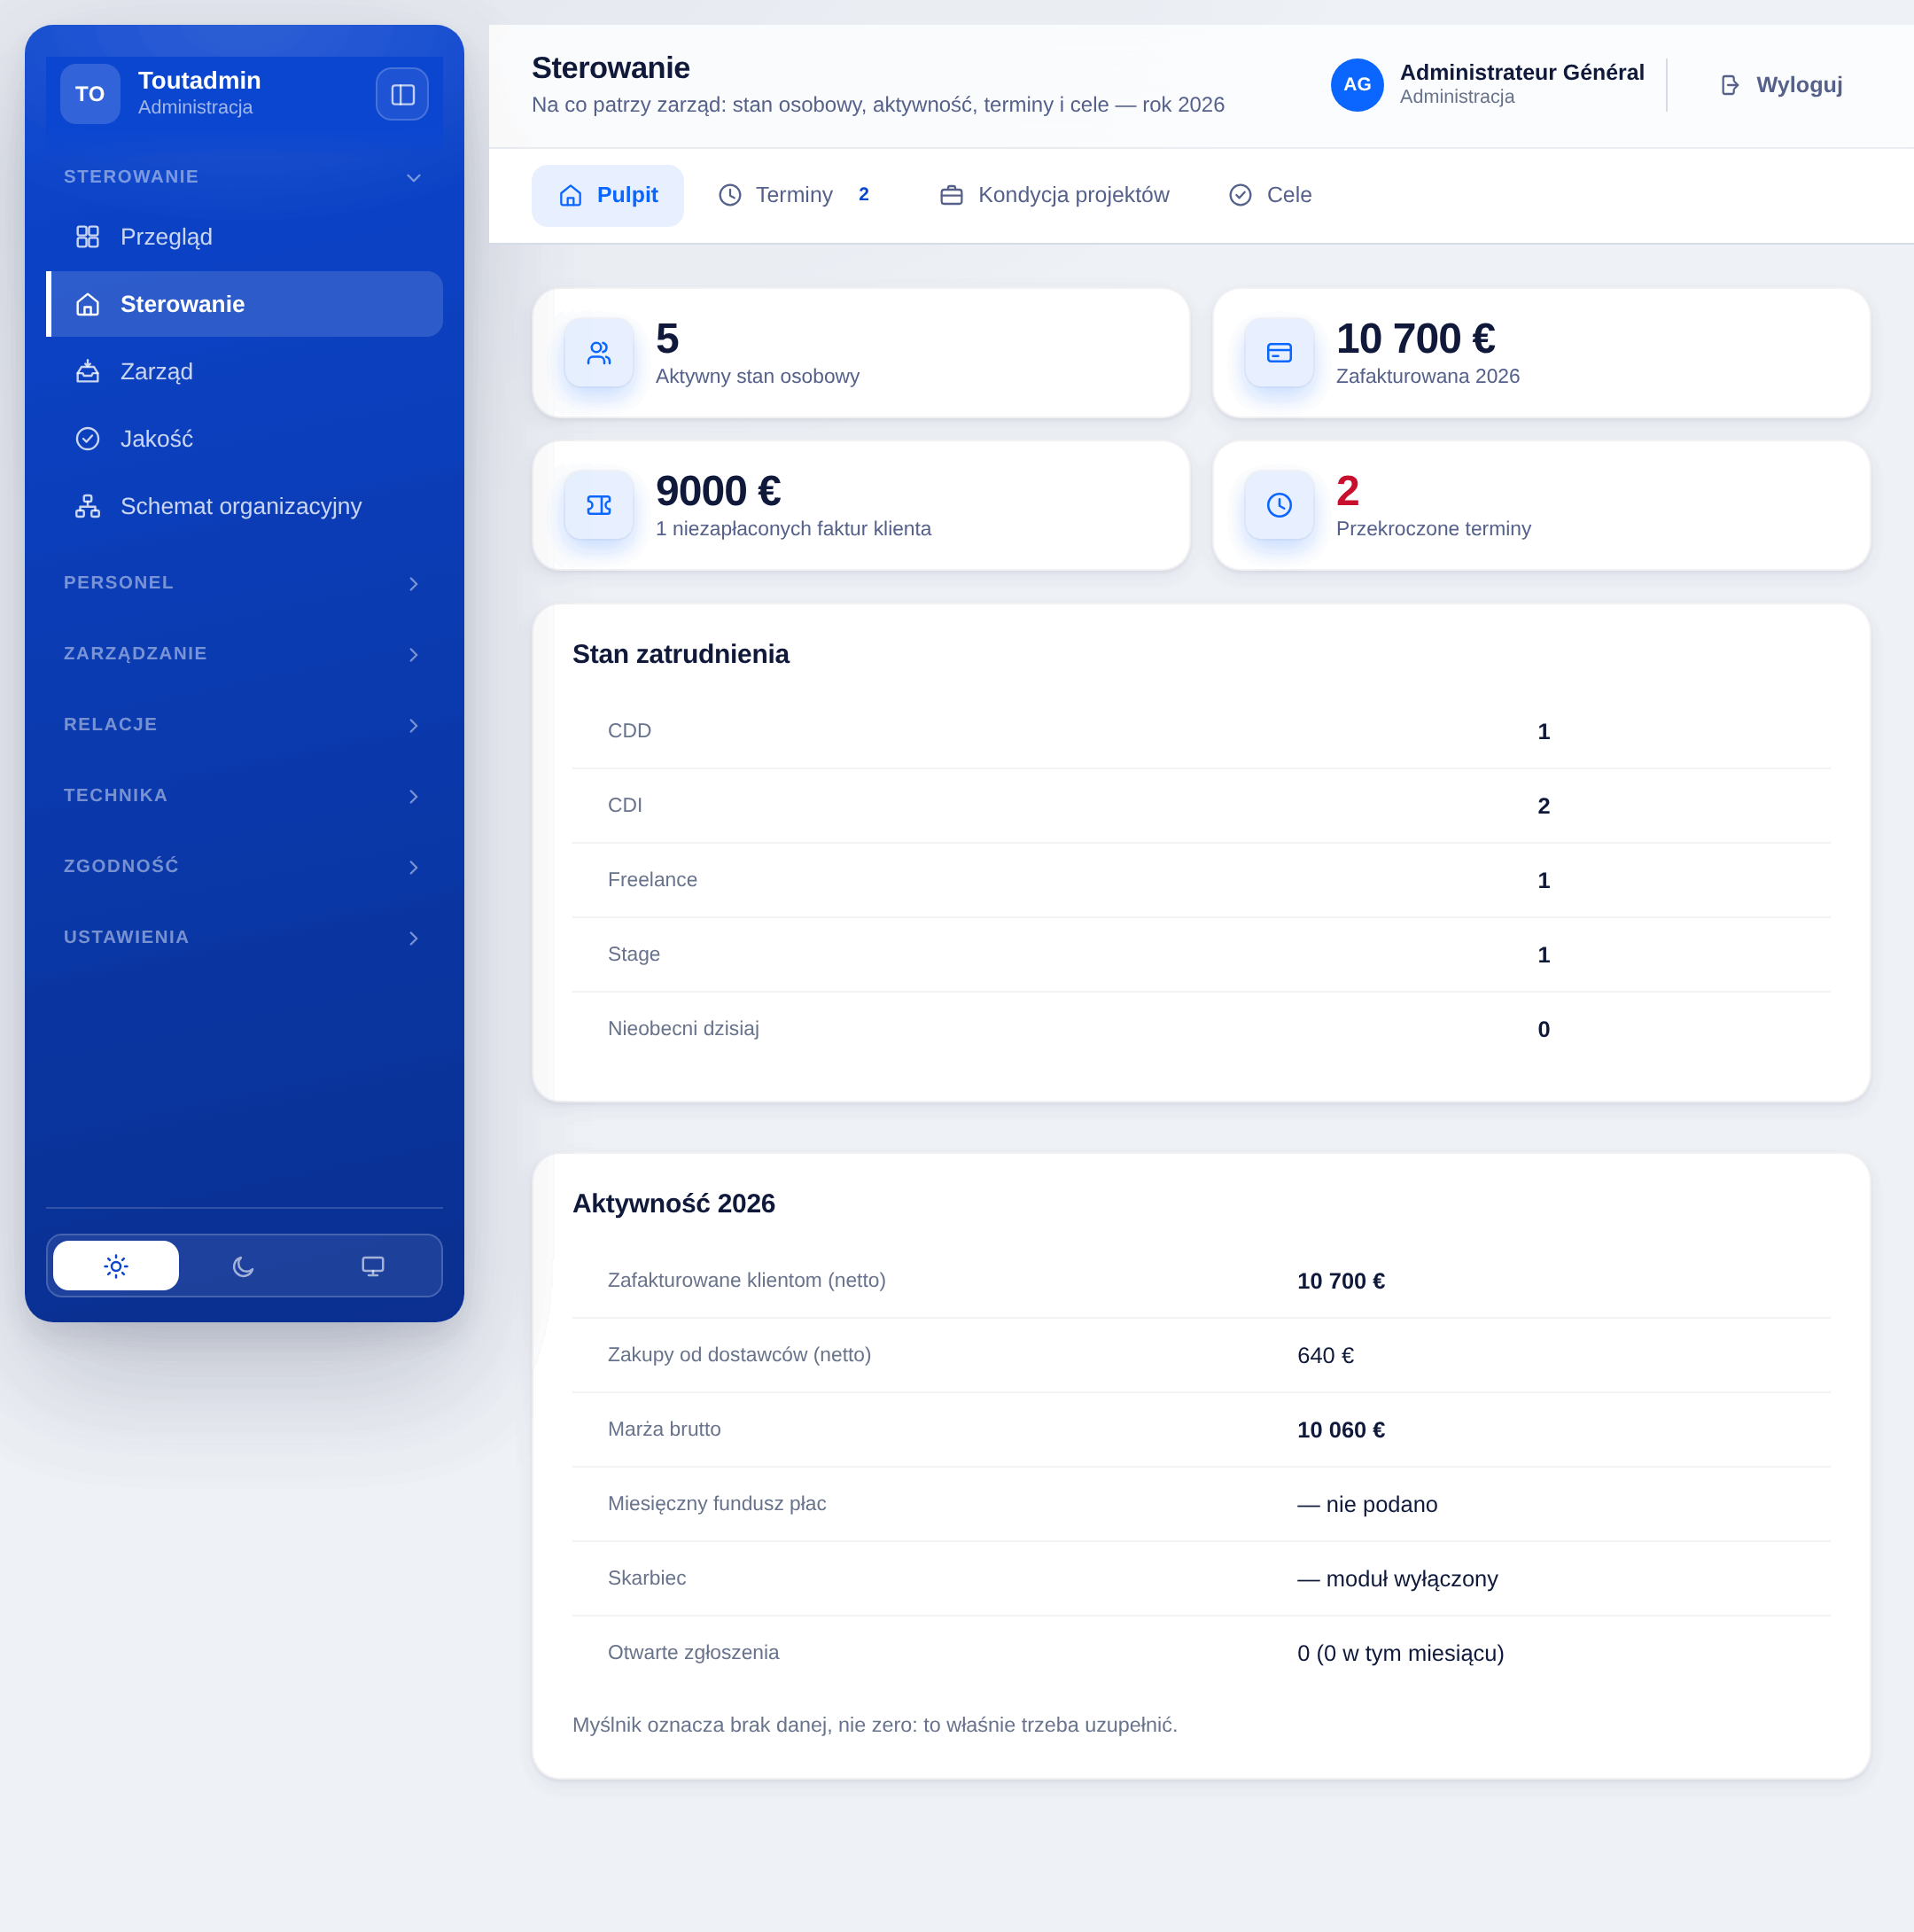 TO
Toutadmin
Administracja
STEROWANIE
Przegląd
Sterowanie
Zarząd
Jakość
Schemat organizacyjny
PERSONEL
ZARZĄDZANIE
RELACJE
TECHNIKA
ZGODNOŚĆ
USTAWIENIA
Sterowanie
Na co patrzy zarząd: stan osobowy, aktywność, terminy i cele — rok 2026
AG
Administrateur Général
Administracja
Wyloguj
Pulpit
Terminy 2
Kondycja projektów
Cele
5
Aktywny stan osobowy
10 700 €
Zafakturowana 2026
9000 €
1 niezapłaconych faktur klienta
2
Przekroczone terminy
Stan zatrudnienia
CDD 1
CDI 2
Freelance 1
Stage 1
Nieobecni dzisiaj 0
Aktywność 2026
Zafakturowane klientom (netto) 10 700 €
Zakupy od dostawców (netto) 640 €
Marża brutto 10 060 €
Miesięczny fundusz płac — nie podano
Skarbiec — moduł wyłączony
Otwarte zgłoszenia 0 (0 w tym miesiącu)
Myślnik oznacza brak danej, nie zero: to właśnie trzeba uzupełnić.